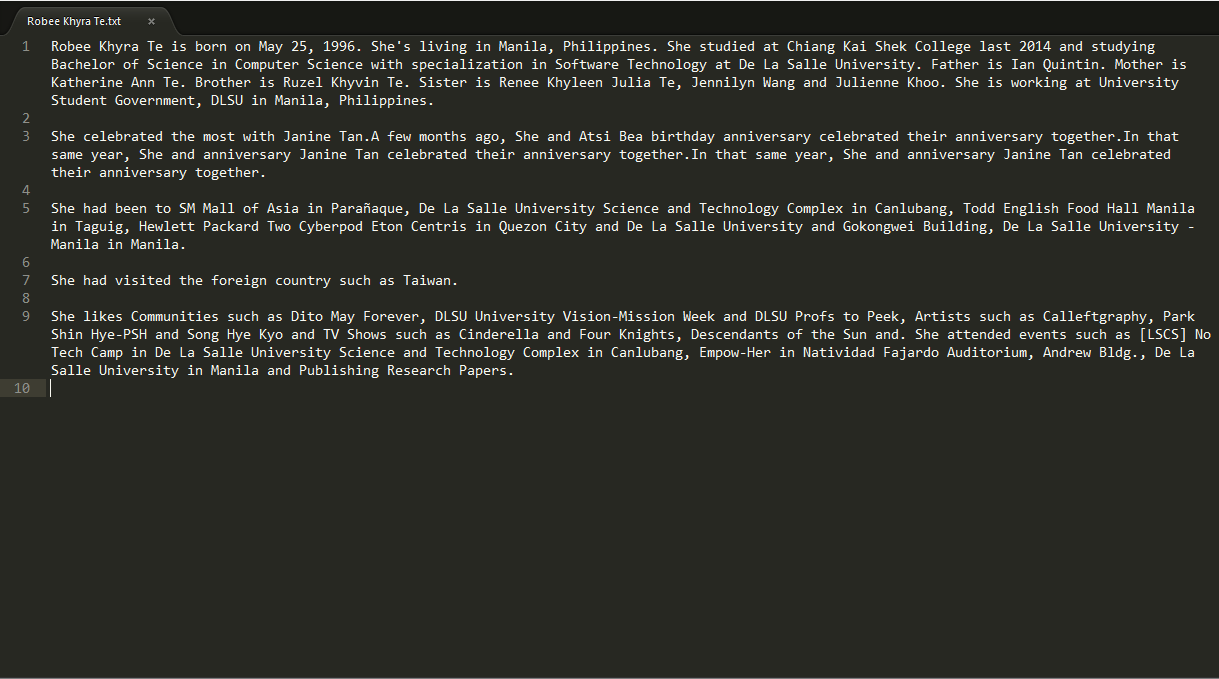 Robee Khyra Te.txt ×
1 Robee Khyra Te is born on May 25, 1996. She's living in Manila, Philippines. She studied at Chiang Kai Shek College last 2014 and studying
Bachelor of Science in Computer Science with specialization in Software Technology at De La Salle University. Father is Ian Quintin. Mother is
Katherine Ann Te. Brother is Ruzel Khyvin Te. Sister is Renee Khyleen Julia Te, Jennilyn Wang and Julienne Khoo. She is working at University
Student Government, DLSU in Manila, Philippines.
2
3 She celebrated the most with Janine Tan.A few months ago, She and Atsi Bea birthday anniversary celebrated their anniversary together.In that
same year, She and anniversary Janine Tan celebrated their anniversary together.In that same year, She and anniversary Janine Tan celebrated
their anniversary together.
4
5 She had been to SM Mall of Asia in Parañaque, De La Salle University Science and Technology Complex in Canlubang, Todd English Food Hall Manila
in Taguig, Hewlett Packard Two Cyberpod Eton Centris in Quezon City and De La Salle University and Gokongwei Building, De La Salle University -
Manila in Manila.
6
7 She had visited the foreign country such as Taiwan.
8
9 She likes Communities such as Dito May Forever, DLSU University Vision-Mission Week and DLSU Profs to Peek, Artists such as Calleftgraphy, Park
Shin Hye-PSH and Song Hye Kyo and TV Shows such as Cinderella and Four Knights, Descendants of the Sun and. She attended events such as [LSCS] No
Tech Camp in De La Salle University Science and Technology Complex in Canlubang, Empow-Her in Natividad Fajardo Auditorium, Andrew Bldg., De La
Salle University in Manila and Publishing Research Papers.
10